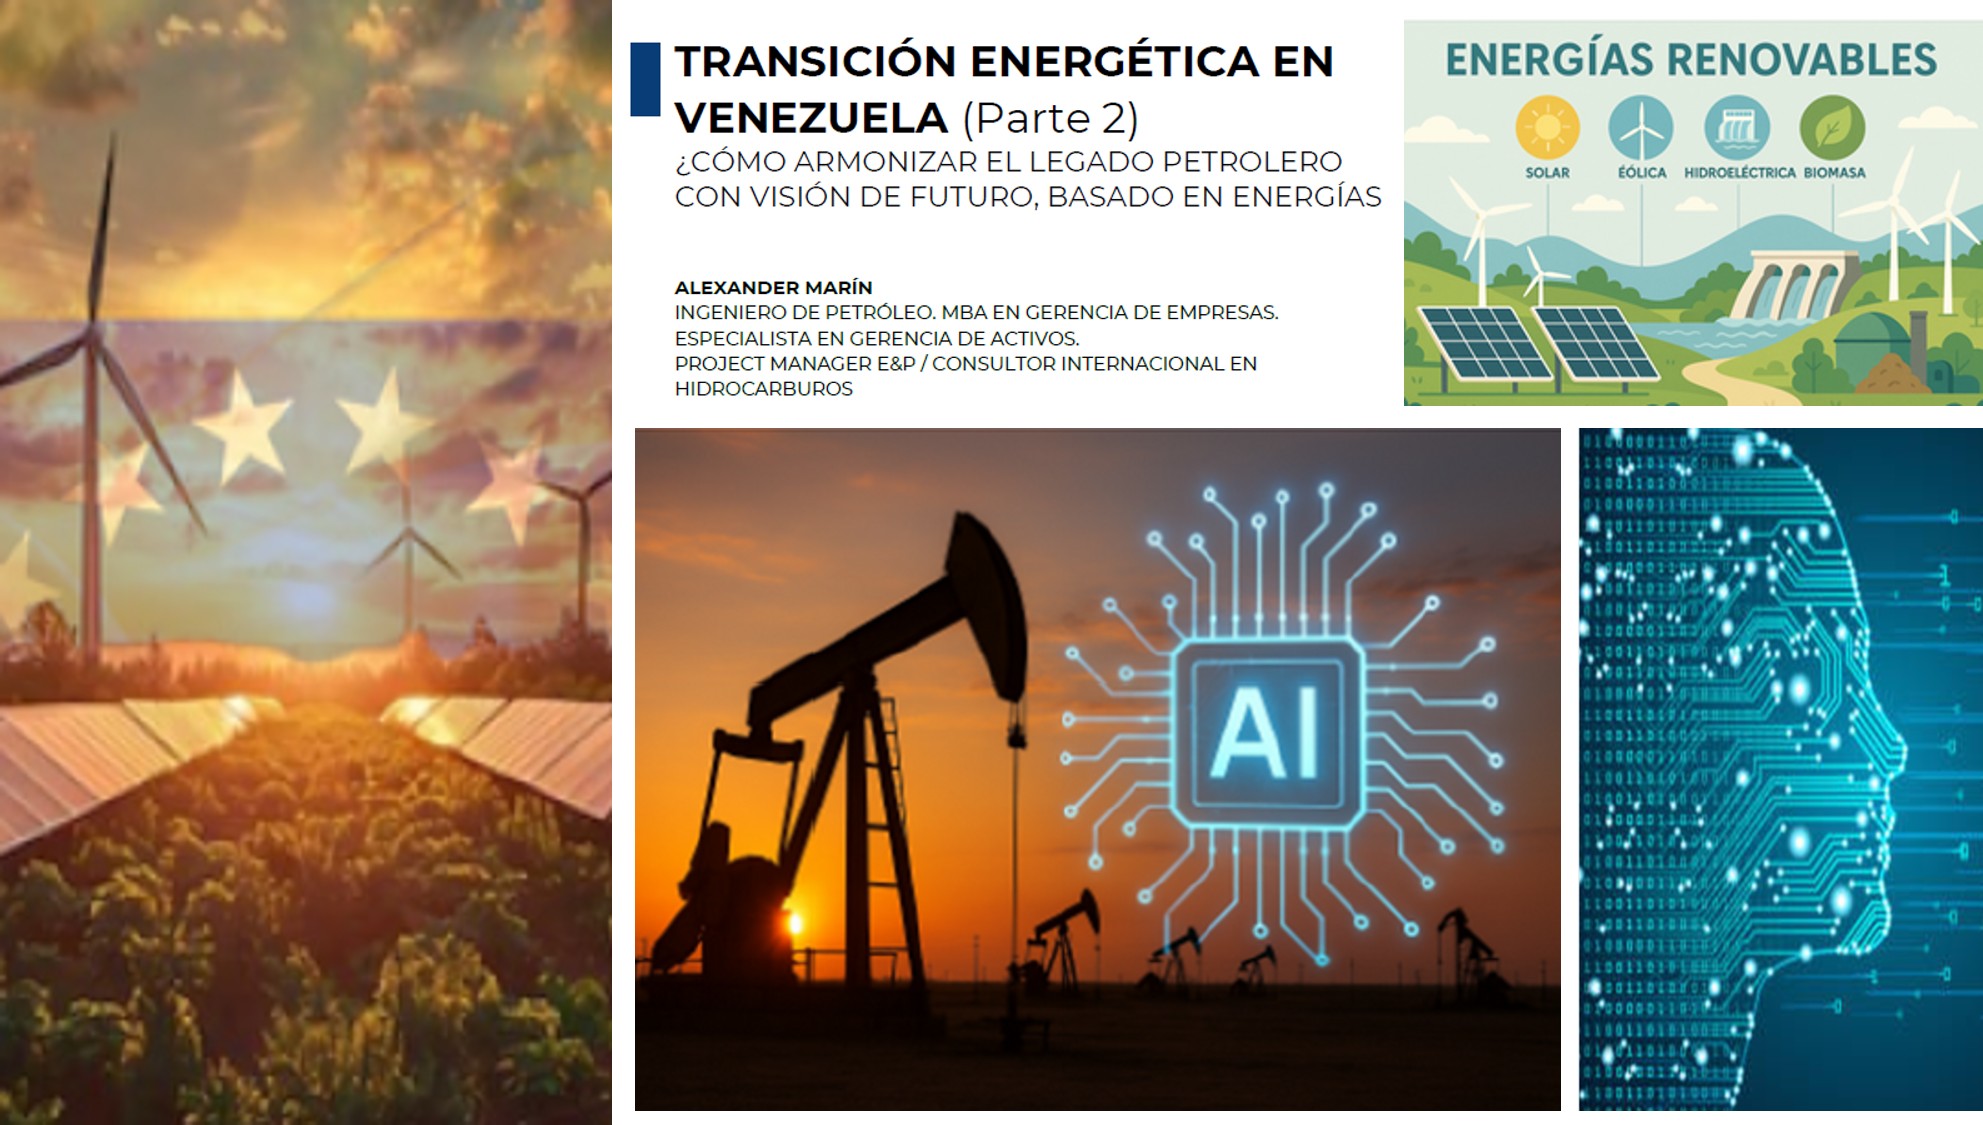 TRANSICIÓN ENERGÉTICA EN
VENEZUELA (Parte 2)
¿CÓMO ARMONIZAR EL LEGADO PETROLERO
CON VISIÓN DE FUTURO, BASADO EN ENERGÍAS
ALEXANDER MARÍN
INGENIERO DE PETRÓLEO. MBA EN GERENCIA DE EMPRESAS.
ESPECIALISTA EN GERENCIA DE ACTIVOS.
PROJECT MANAGER E&P / CONSULTOR INTERNACIONAL EN
HIDROCARBUROS
ENERGÍAS RENOVABLES
SOLAR
ÉÓLICA
HIDROELÉCTRICA
BIOMASA
AI